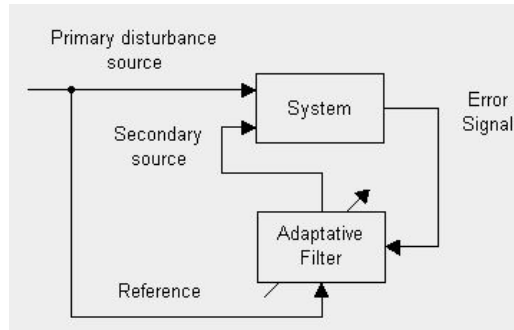 Primary disturbance
source
System
Error
Signal
Secondary
source
Adaptative
Filter
Reference